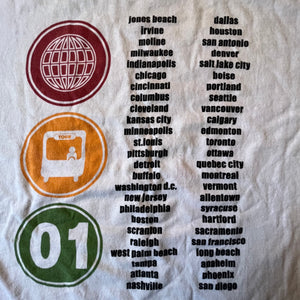 jones beach
irvine
moline
milwaukee
indianapolis
chicago
cincinnati
columbus
cleveland
kansas city
minneapolis
st.louis
pittsburgh
detroit
buffalo
washington d.c.
new jersey
philadelphia
boston
scranton
raleigh
west palm beach
tampa
atlanta
nashville
dallas
houston
san antonio
denver
salt lake city
boise
portland
seattle
vancouver
calgary
edmonton
toronto
ottawa
quebec city
montreal
vermont
allentown
syracuse
hartford
sacramento
san francisco
long beach
anaheim
phoenix
san diego
01